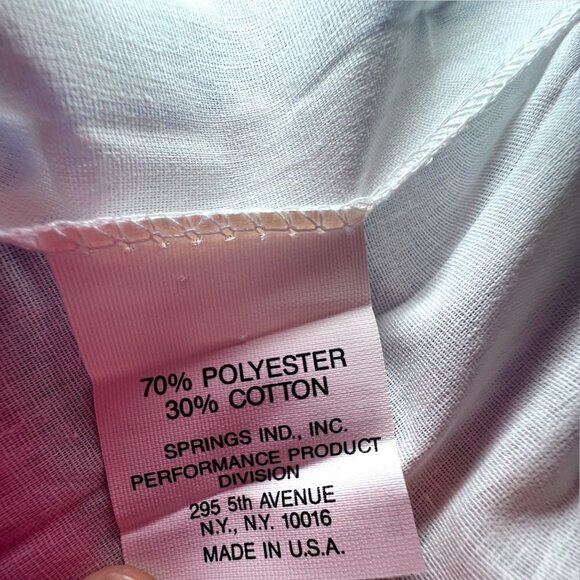 70% POLYESTER
30% COTTON
SPRINGS IND., INC.
PERFORMANCE PRODUCT
DIVISION
295 5th AVENUE
N.Y., N.Y. 10016
MADE IN U.S.A.